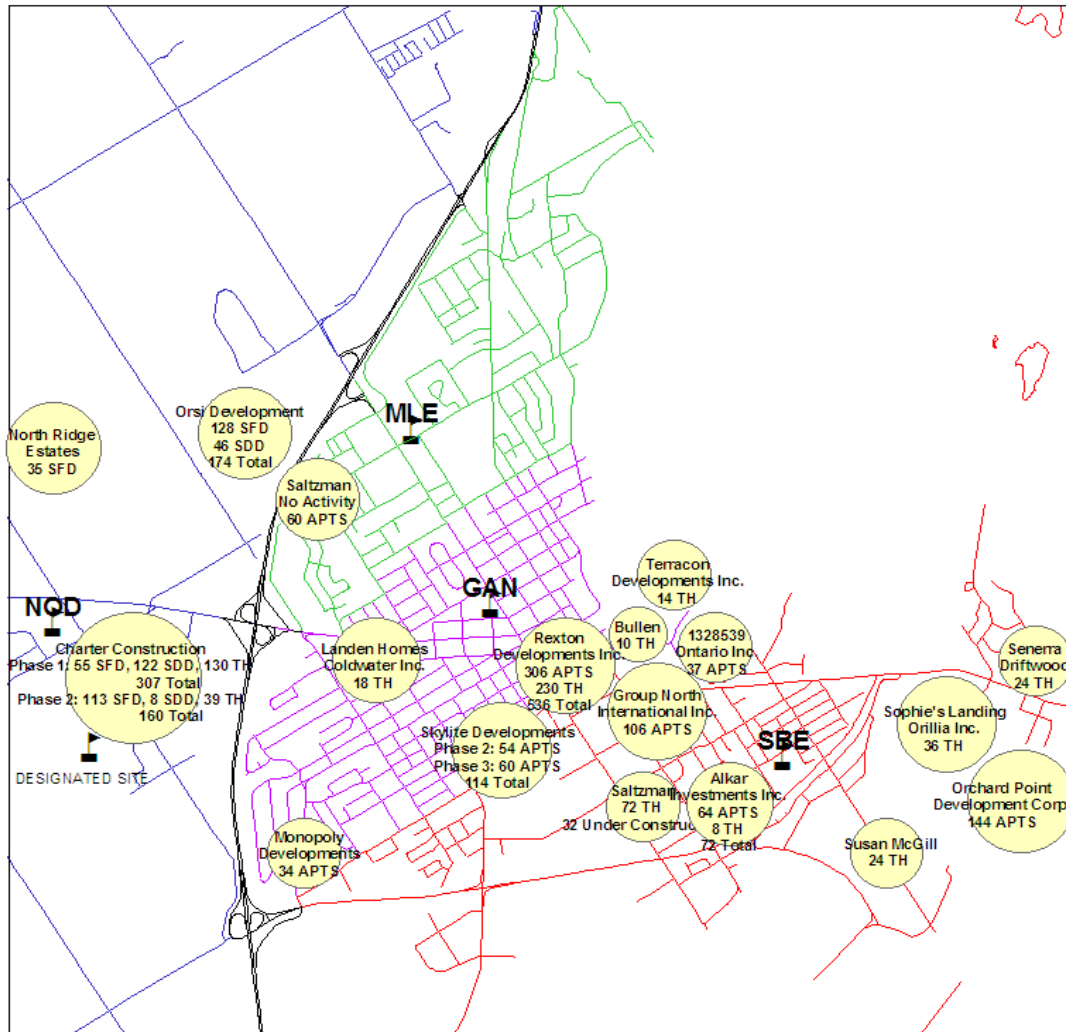 MLE
Orsi Development
128 SFD
46 SDD
174 Total
North Ridge
Estates
35 SFD
Saltzman
No Activity
60 APTS
GAN
Terracon
Developments Inc.
14 TH
NOD
Charter Construction
Phase 1: 55 SFD, 122 SDD, 130 TH
307 Total
Phase 2: 113 SFD, 8 SDD, 39 TH
160 Total
DESIGNATED SITE
Landen Homes
Coldwater Inc.
18 TH
Bullen
10 TH
Rexton
Developments Inc.
306 APTS
230 TH
536 Total
1328539
Ontario Inc.
37 APTS
Senerra
Driftwood
24 TH
Group North
International Inc.
106 APTS
Skylite Developments
Phase 2: 54 APTS
Phase 3: 60 APTS
114 Total
SBE
Sophie's Landing
Orillia Inc.
36 TH
Saltzman
72 TH
32 Under Construc
Alkar
Investments Inc.
64 APTS
8 TH
72 Total
Orchard Point
Development Corp
144 APTS
Monopoly
Developments
34 APTS
Susan McGill
24 TH